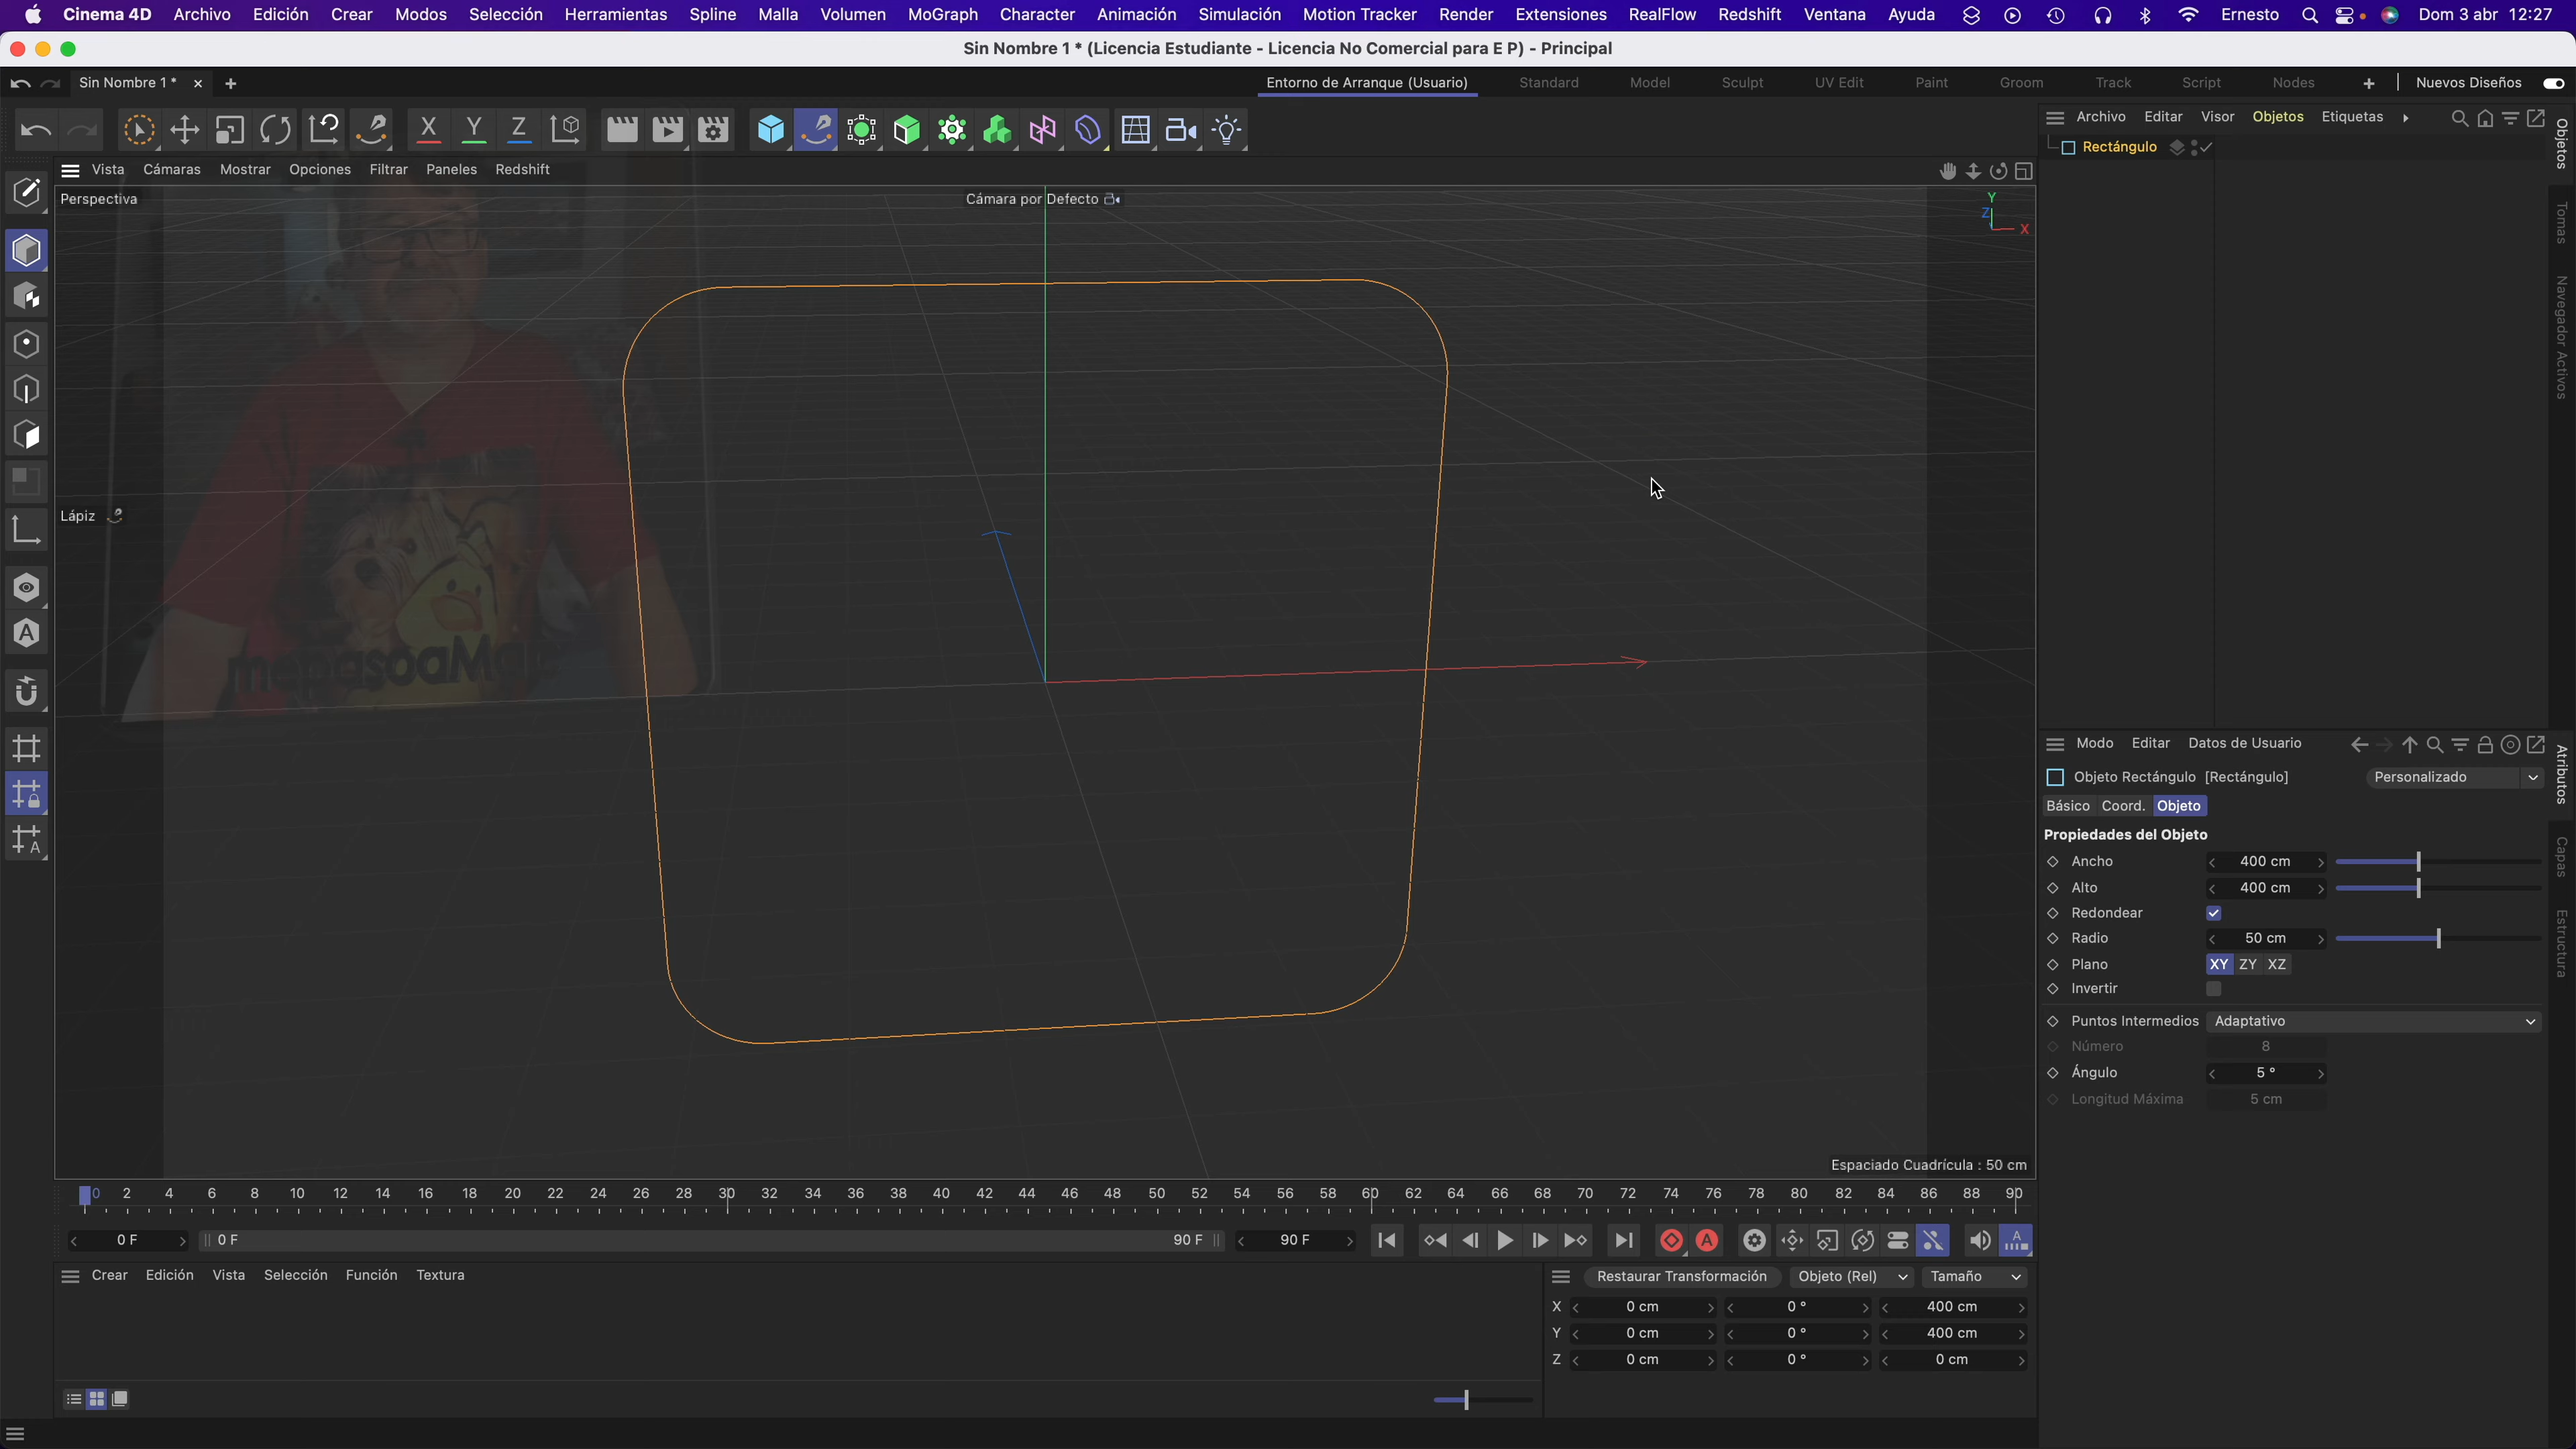 Cinema 4D Archivo Edición Crear Modos Selección Herramientas Spline Malla Volumen MoGraph Character Animación Simulación Motion Tracker Render Extensiones RealFlow Redshift Ventana Ayuda Ernesto Dom 3 abr 12:27
Sin Nombre 1 * (Licencia Estudiante - Licencia No Comercial para E P) - Principal
Sin Nombre 1 * Entorno de Arranque (Usuario) Standard Model Sculpt UV Edit Paint Groom Track Script Nodes Nuevos Diseños
X Y Z
Archivo Editar Visor Objetos Etiquetas
Rectángulo
Objetos
Tomas
Navegador Activos
Vista Cámaras Mostrar Opciones Filtrar Paneles Redshift
Perspectiva
Cámara por Defecto
Y
Z
X
Lápiz
mepasoaMac
Espaciado Cuadrícula : 50 cm
Modo Editar Datos de Usuario
Objeto Rectángulo [Rectángulo] Personalizado
Básico Coord. Objeto
Propiedades del Objeto
Ancho 400 cm
Alto 400 cm
Redondear
Radio 50 cm
Plano XY ZY XZ
Invertir
Puntos Intermedios Adaptativo
Número 8
Ángulo 5 °
Longitud Máxima 5 cm
Atributos
Capas
Estructura
0 2 4 6 8 10 12 14 16 18 20 22 24 26 28 30 32 34 36 38 40 42 44 46 48 50 52 54 56 58 60 62 64 66 68 70 72 74 76 78 80 82 84 86 88 90
0 F 0 F 90 F 90 F
Crear Edición Vista Selección Función Textura
Restaurar Transformación Objeto (Rel) Tamaño
X 0 cm 0 ° 400 cm
Y 0 cm 0 ° 400 cm
Z 0 cm 0 ° 0 cm